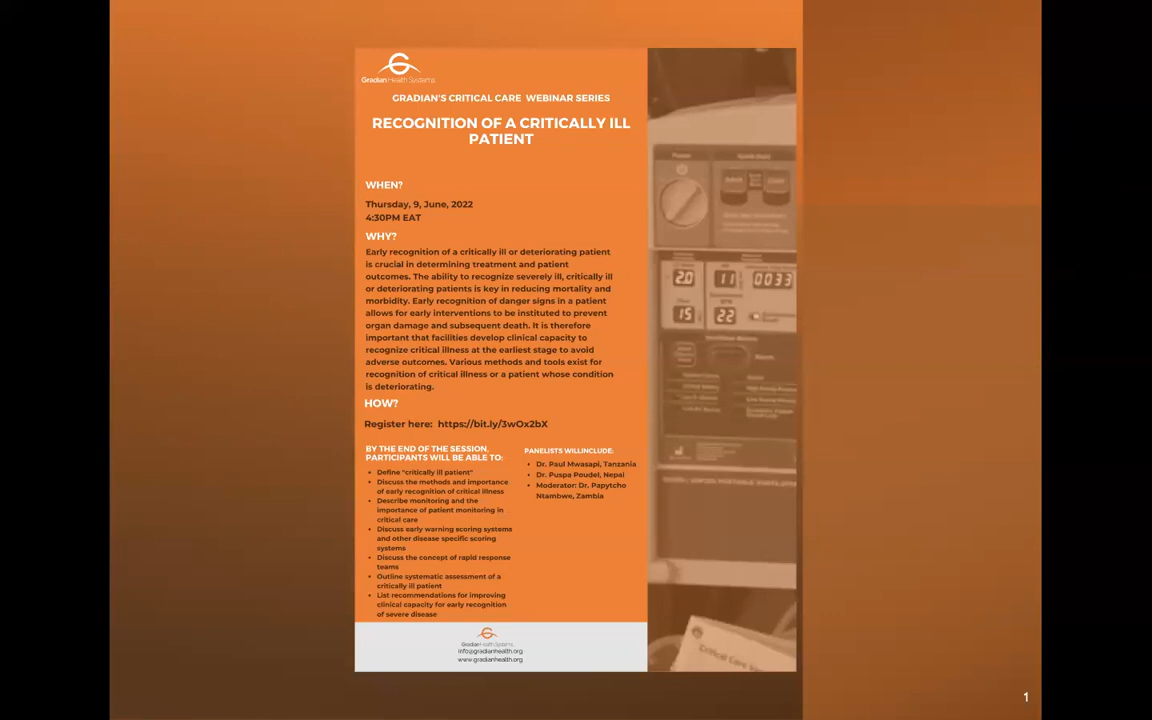 Gradian Health Systems
GRADIAN'S CRITICAL CARE WEBINAR SERIES
RECOGNITION OF A CRITICALLY ILL
PATIENT
WHEN?
Thursday, 9, June, 2022
4:30PM EAT
WHY?
Early recognition of a critically ill or deteriorating patient
is crucial in determining treatment and patient
outcomes. The ability to recognize severely ill, critically ill
or deteriorating patients is key in reducing mortality and
morbidity. Early recognition of danger signs in a patient
allows for early interventions to be instituted to prevent
organ damage and subsequent death. It is therefore
important that facilities develop clinical capacity to
recognize critical illness at the earliest stage to avoid
adverse outcomes. Various methods and tools exist for
recognition of critical illness or a patient whose condition
is deteriorating.
HOW?
Register here: https://bit.ly/3wOx2bX
BY THE END OF THE SESSION,
PARTICIPANTS WILL BE ABLE TO:
• Define "critically ill patient"
• Discuss the methods and importance
of early recognition of critical illness
• Describe monitoring and the
importance of patient monitoring in
critical care
• Discuss early warning scoring systems
and other disease specific scoring
systems
• Discuss the concept of rapid response
teams
• Outline systematic assessment of a
critically ill patient
• List recommendations for improving
clinical capacity for early recognition
of severe disease
PANELISTS WILLINCLUDE:
• Dr. Paul Mwasapi, Tanzania
• Dr. Puspa Poudel, Nepal
• Moderator: Dr. Papytcho
Ntambwe, Zambia
Gradian Health Systems
info@gradianhealth.org
www.gradianhealth.org
Power
2.0
11
0033
15
22
Critical Care
1